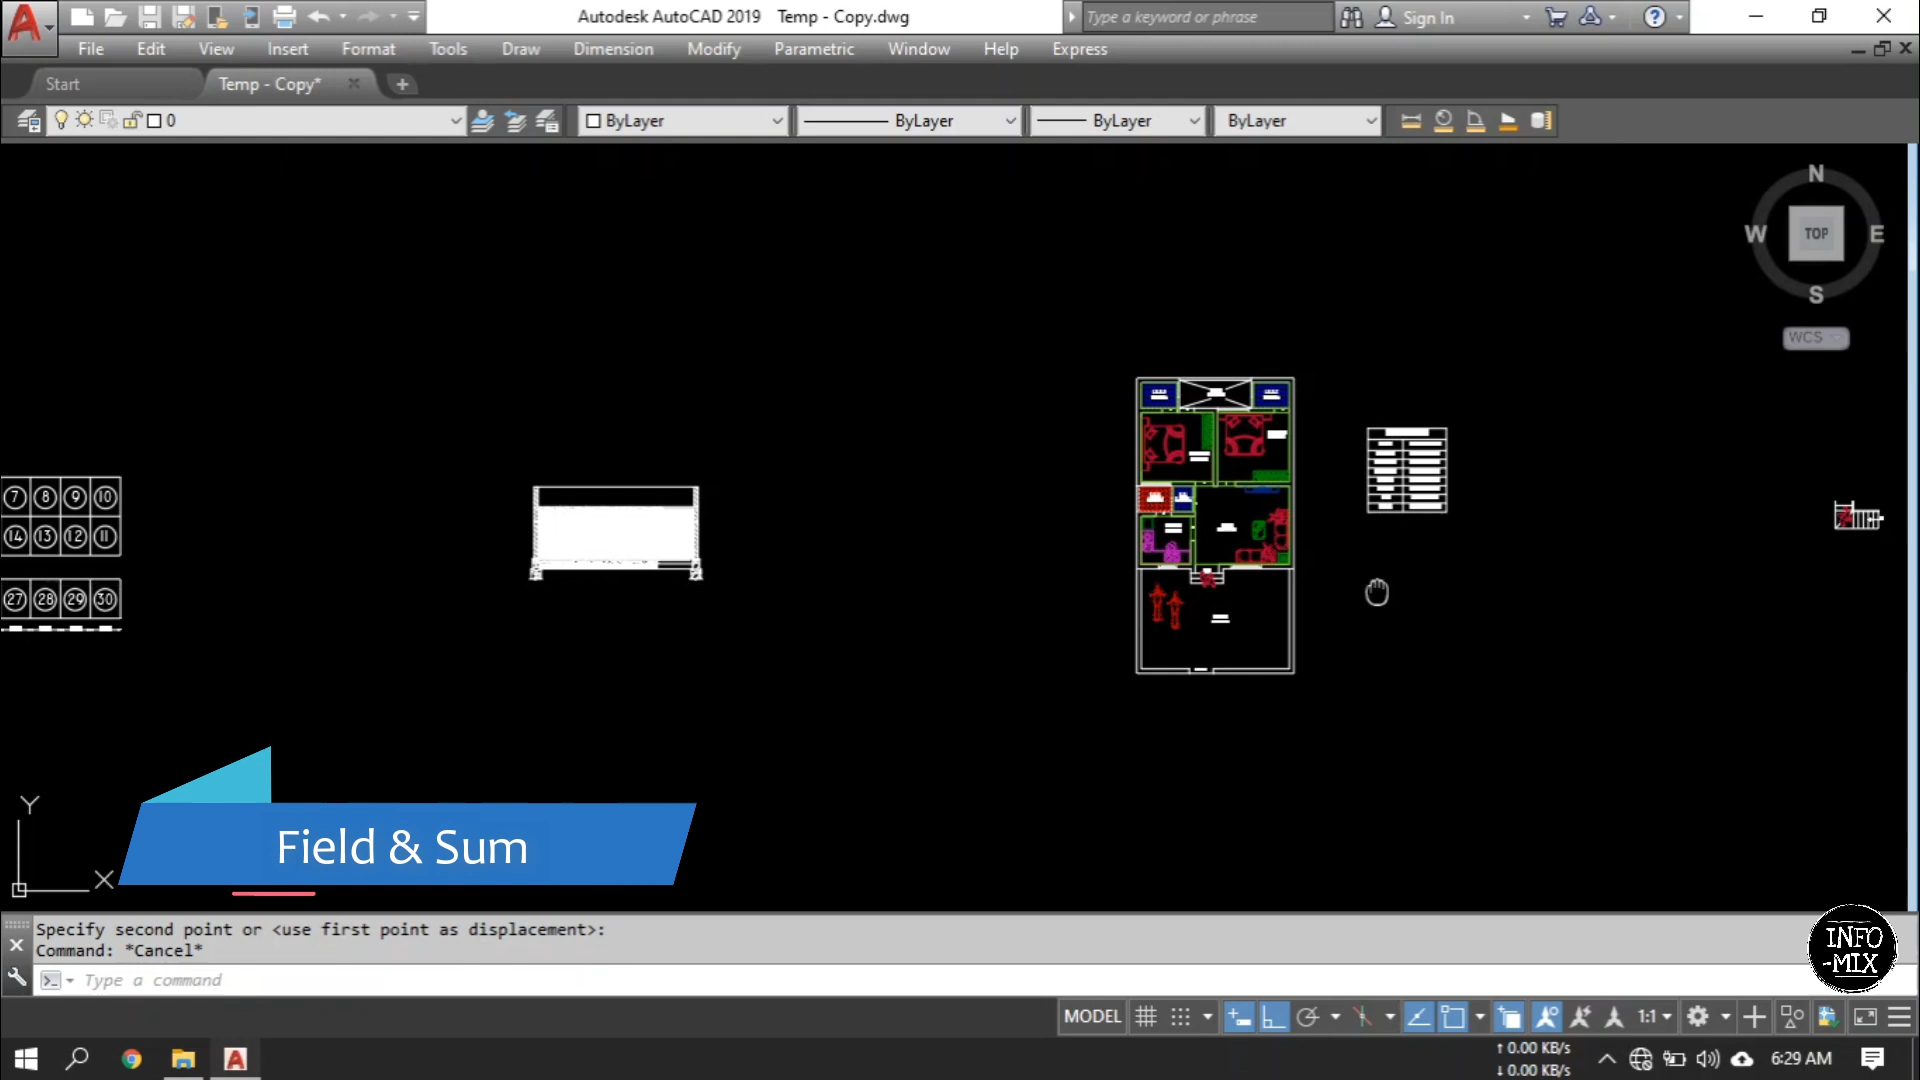 Autodesk AutoCAD 2019 Temp - Copy.dwg
Type a keyword or phrase
Sign In
File Edit View Insert Format Tools Draw Dimension Modify Parametric Window Help Express
Start
Temp - Copy*
0
ByLayer
ByLayer
ByLayer
ByLayer
N
W TOP E
S
WCS
7 8 9 10
14 13 12 11
27 28 29 30
Y
X
Field & Sum
Specify second point or <use first point as displacement>:
Command: *Cancel*
Type a command
INFO
-MIX
MODEL
1:1
↑ 0.00 KB/s
↓ 0.00 KB/s
6:29 AM